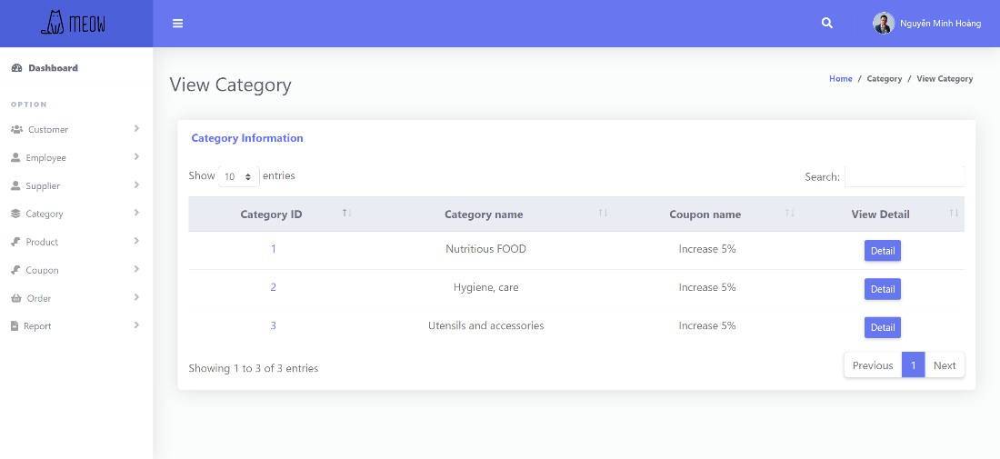 MEOW
Nguyễn Minh Hoàng
Dashboard
OPTION
Customer
Employee
Supplier
Category
Product
Coupon
Order
Report
View Category
Home / Category / View Category
Category Information
Show 10 entries
Search:
Category ID Category name Coupon name View Detail
1 Nutritious FOOD Increase 5% Detail
2 Hygiene, care Increase 5% Detail
3 Utensils and accessories Increase 5% Detail
Showing 1 to 3 of 3 entries
Previous 1 Next